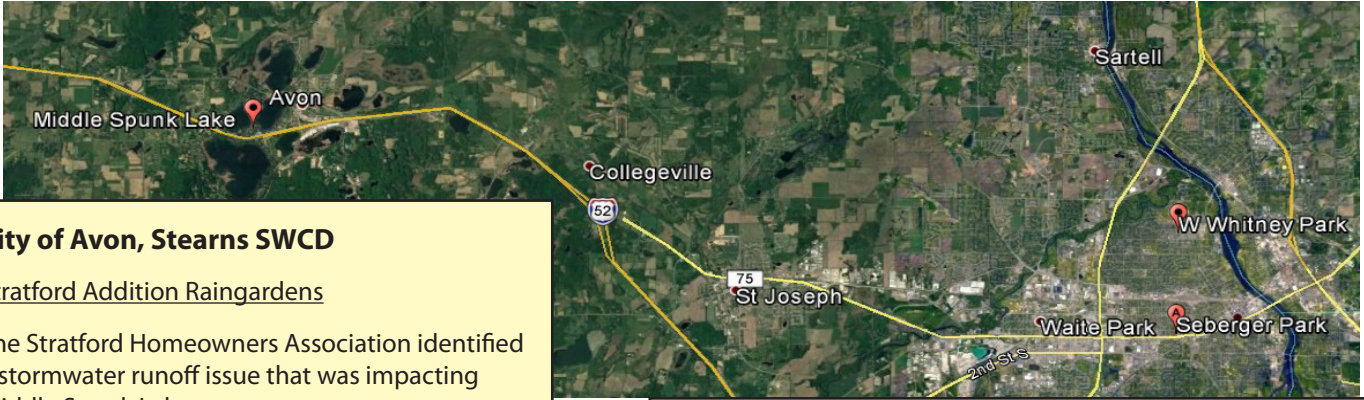 Sartell
Avon
Middle Spunk Lake
Collegeville
52
W Whitney Park
75
St Joseph
Waite Park
A
Seberger Park
2nd St S
ity of Avon, Stearns SWCD
tratford Addition Raingardens
he Stratford Homeowners Association identified
stormwater runoff issue that was impacting